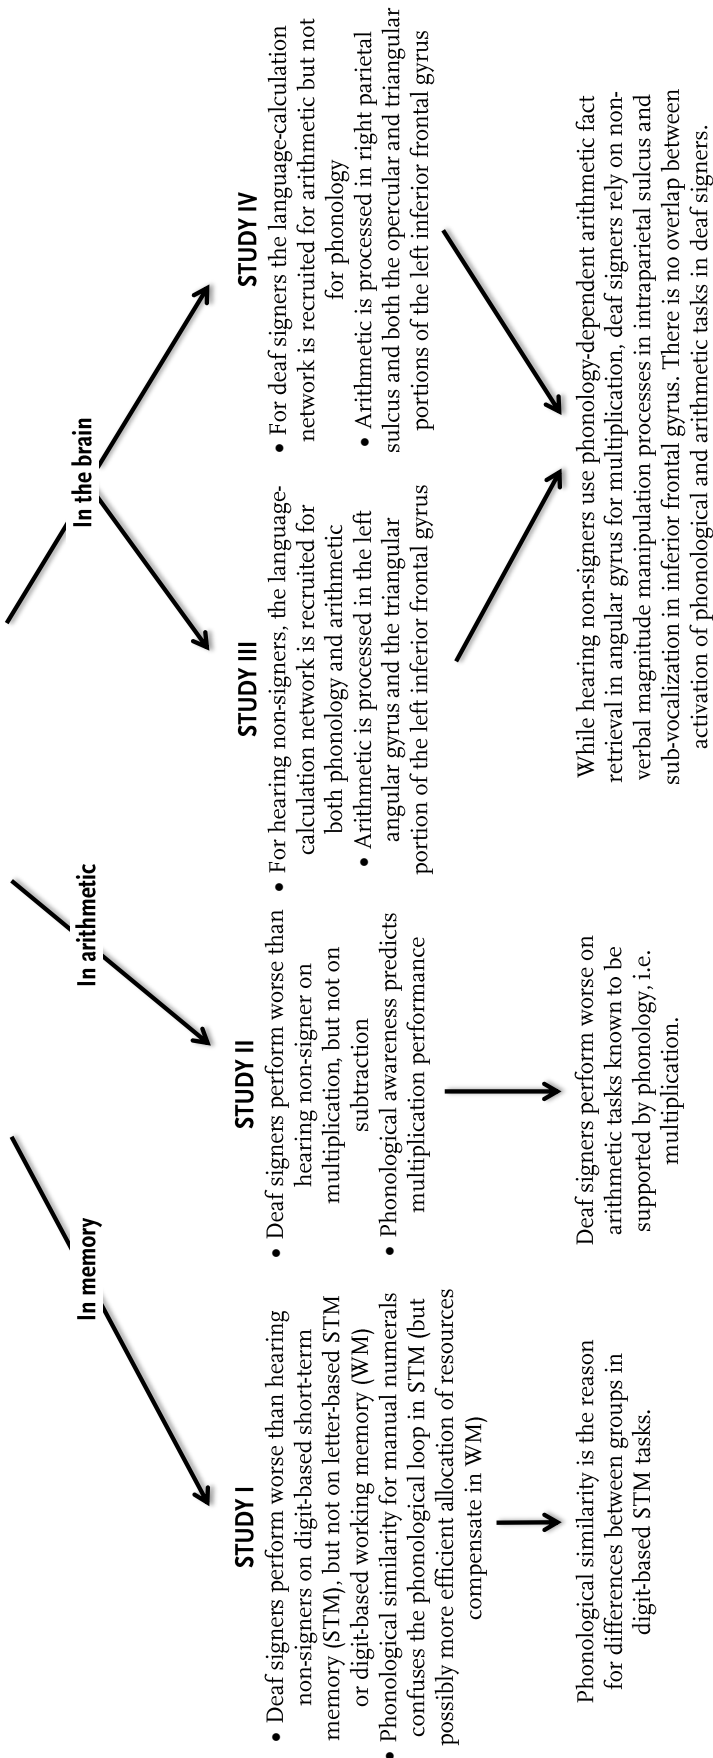 In memory
In arithmetic
In the brain
STUDY I
• Deaf signers perform worse than hearing
non-signers on digit-based short-term
memory (STM), but not on letter-based STM
or digit-based working memory (WM)
• Phonological similarity for manual numerals
confuses the phonological loop in STM (but
possibly more efficient allocation of resources
compensate in WM)
Phonological similarity is the reason
for differences between groups in
digit-based STM tasks.
STUDY II
• Deaf signers perform worse than
hearing non-signer on
multiplication, but not on
subtraction
• Phonological awareness predicts
multiplication performance
Deaf signers perform worse on
arithmetic tasks known to be
supported by phonology, i.e.
multiplication.
STUDY III
• For hearing non-signers, the language-
calculation network is recruited for
both phonology and arithmetic
• Arithmetic is processed in the left
angular gyrus and the triangular
portion of the left inferior frontal gyrus
STUDY IV
• For deaf signers the language-calculation
network is recruited for arithmetic but not
for phonology
• Arithmetic is processed in right parietal
sulcus and both the opercular and triangular
portions of the left inferior frontal gyrus
While hearing non-signers use phonology-dependent arithmetic fact
retrieval in angular gyrus for multiplication, deaf signers rely on non-
verbal magnitude manipulation processes in intraparietal sulcus and
sub-vocalization in inferior frontal gyrus. There is no overlap between
activation of phonological and arithmetic tasks in deaf signers.